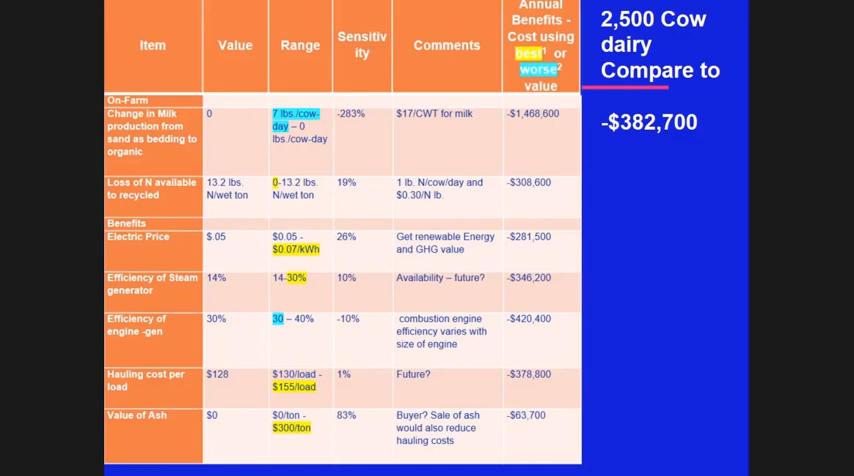 Item
Value
Range
Sensitiv
ity
Comments
Annual
Benefits -
Cost using
best1 or
worse2
value
On-Farm
Change in Milk
production from
sand as bedding to
organic
0
7 lbs./cow-
day – 0
lbs./cow-day
-283%
$17/CWT for milk
-$1,468,600
Loss of N available
to recycled
13.2 lbs.
N/wet ton
0-13.2 lbs.
N/wet ton
19%
1 lb. N/cow/day and
$0.30/N lb.
-$308,600
Benefits
Electric Price
$.05
$0.05 -
$0.07/kWh
26%
Get renewable Energy
and GHG value
-$281,500
Efficiency of Steam
generator
14%
14-30%
10%
Availability – future?
-$346,200
Efficiency of
engine -gen
30%
30 – 40%
-10%
combustion engine
efficiency varies with
size of engine
-$420,400
Hauling cost per
load
$128
$130/load -
$155/load
1%
Future?
-$378,800
Value of Ash
$0
$0/ton -
$300/ton
83%
Buyer? Sale of ash
would also reduce
hauling costs
-$63,700
2,500 Cow
dairy
Compare to
-$382,700